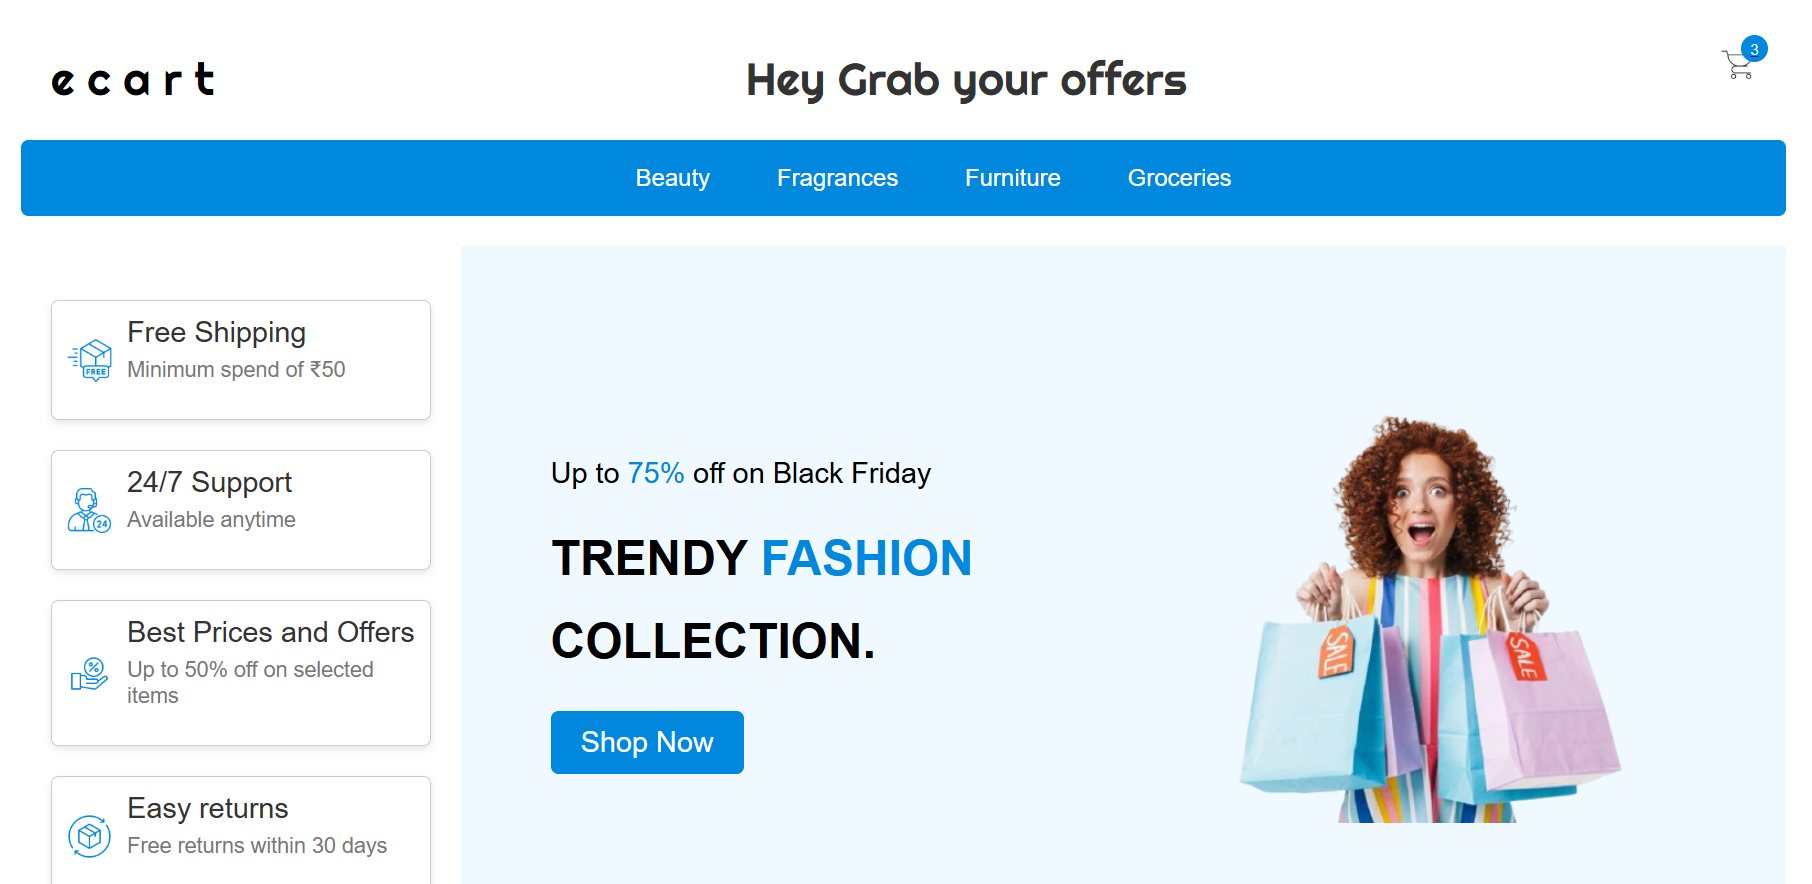 ecart
Hey Grab your offers
3
Beauty Fragrances Furniture Groceries
Free Shipping
Minimum spend of ₹50
FREE
24/7 Support
Available anytime
24
Best Prices and Offers
Up to 50% off on selected
items
%
Easy returns
Free returns within 30 days
Up to 75% off on Black Friday
TRENDY FASHION
COLLECTION.
Shop Now
SALE
SALE